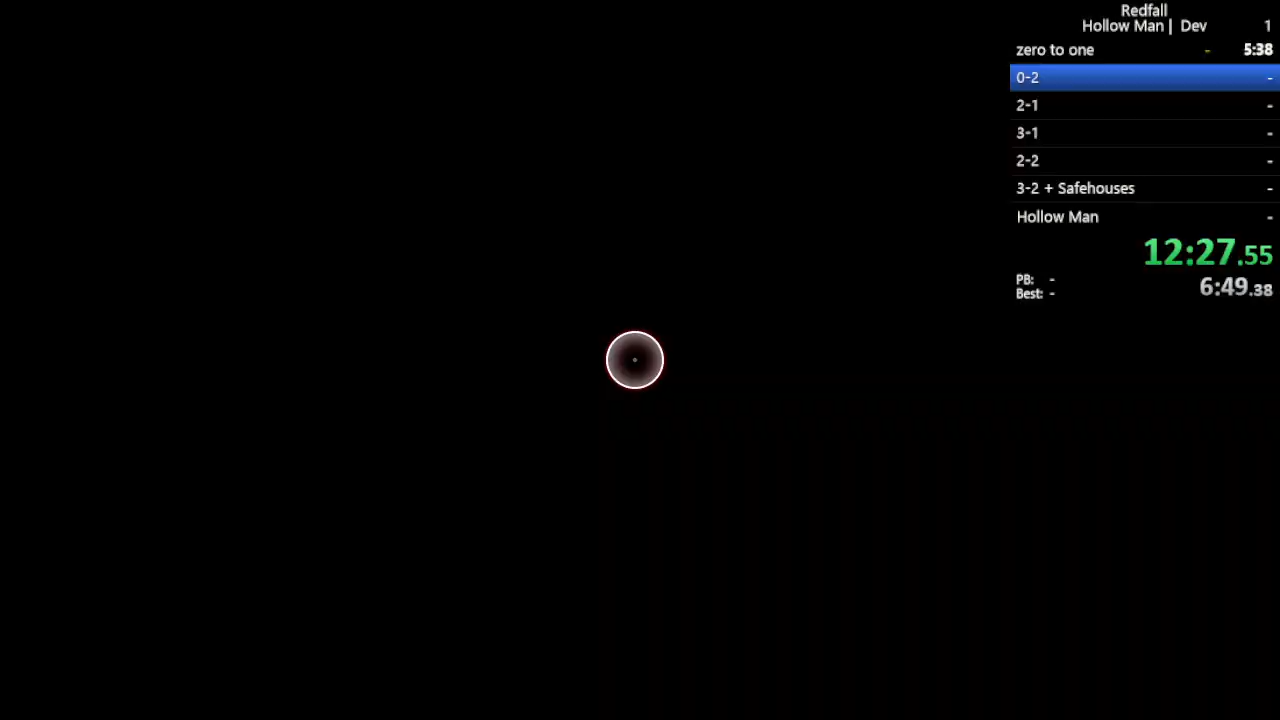 Redfall
Hollow Man | Dev 1
zero to one - 5:38
0-2 -
2-1 -
3-1 -
2-2 -
3-2 + Safehouses -
Hollow Man -
12:27.55
PB: -
Best: -
6:49.38